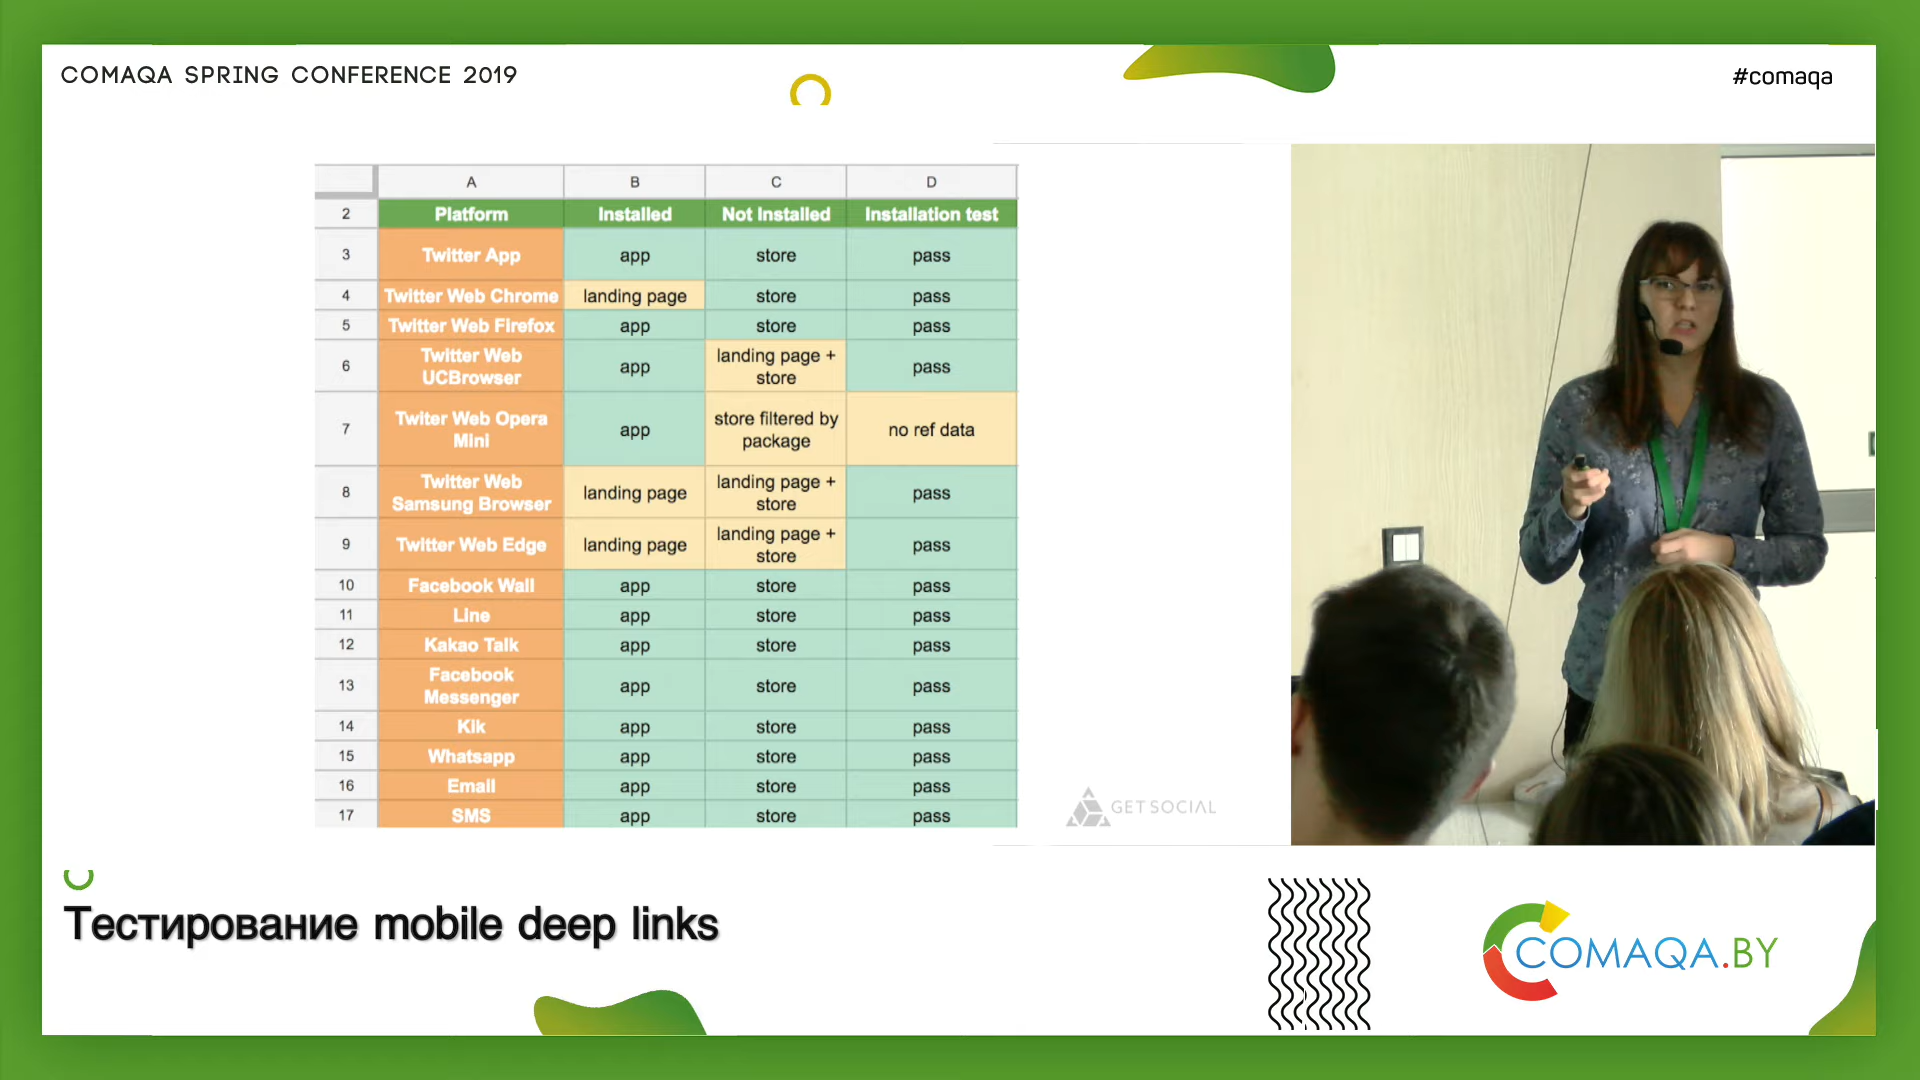 COMAQA SPRING CONFERENCE 2019
#comaqa
A B C D
2 Platform Installed Not Installed Installation test
3 Twitter App app store pass
4 Twitter Web Chrome landing page store pass
5 Twitter Web Firefox app store pass
6 Twitter Web UCBrowser app landing page + store pass
7 Twiter Web Opera Mini app store filtered by package no ref data
8 Twitter Web Samsung Browser landing page landing page + store pass
9 Twitter Web Edge landing page landing page + store pass
10 Facebook Wall app store pass
11 Line app store pass
12 Kakao Talk app store pass
13 Facebook Messenger app store pass
14 Kik app store pass
15 Whatsapp app store pass
16 Email app store pass
17 SMS app store pass
GETSOCIAL
Тестирование mobile deep links
COMAQA.BY